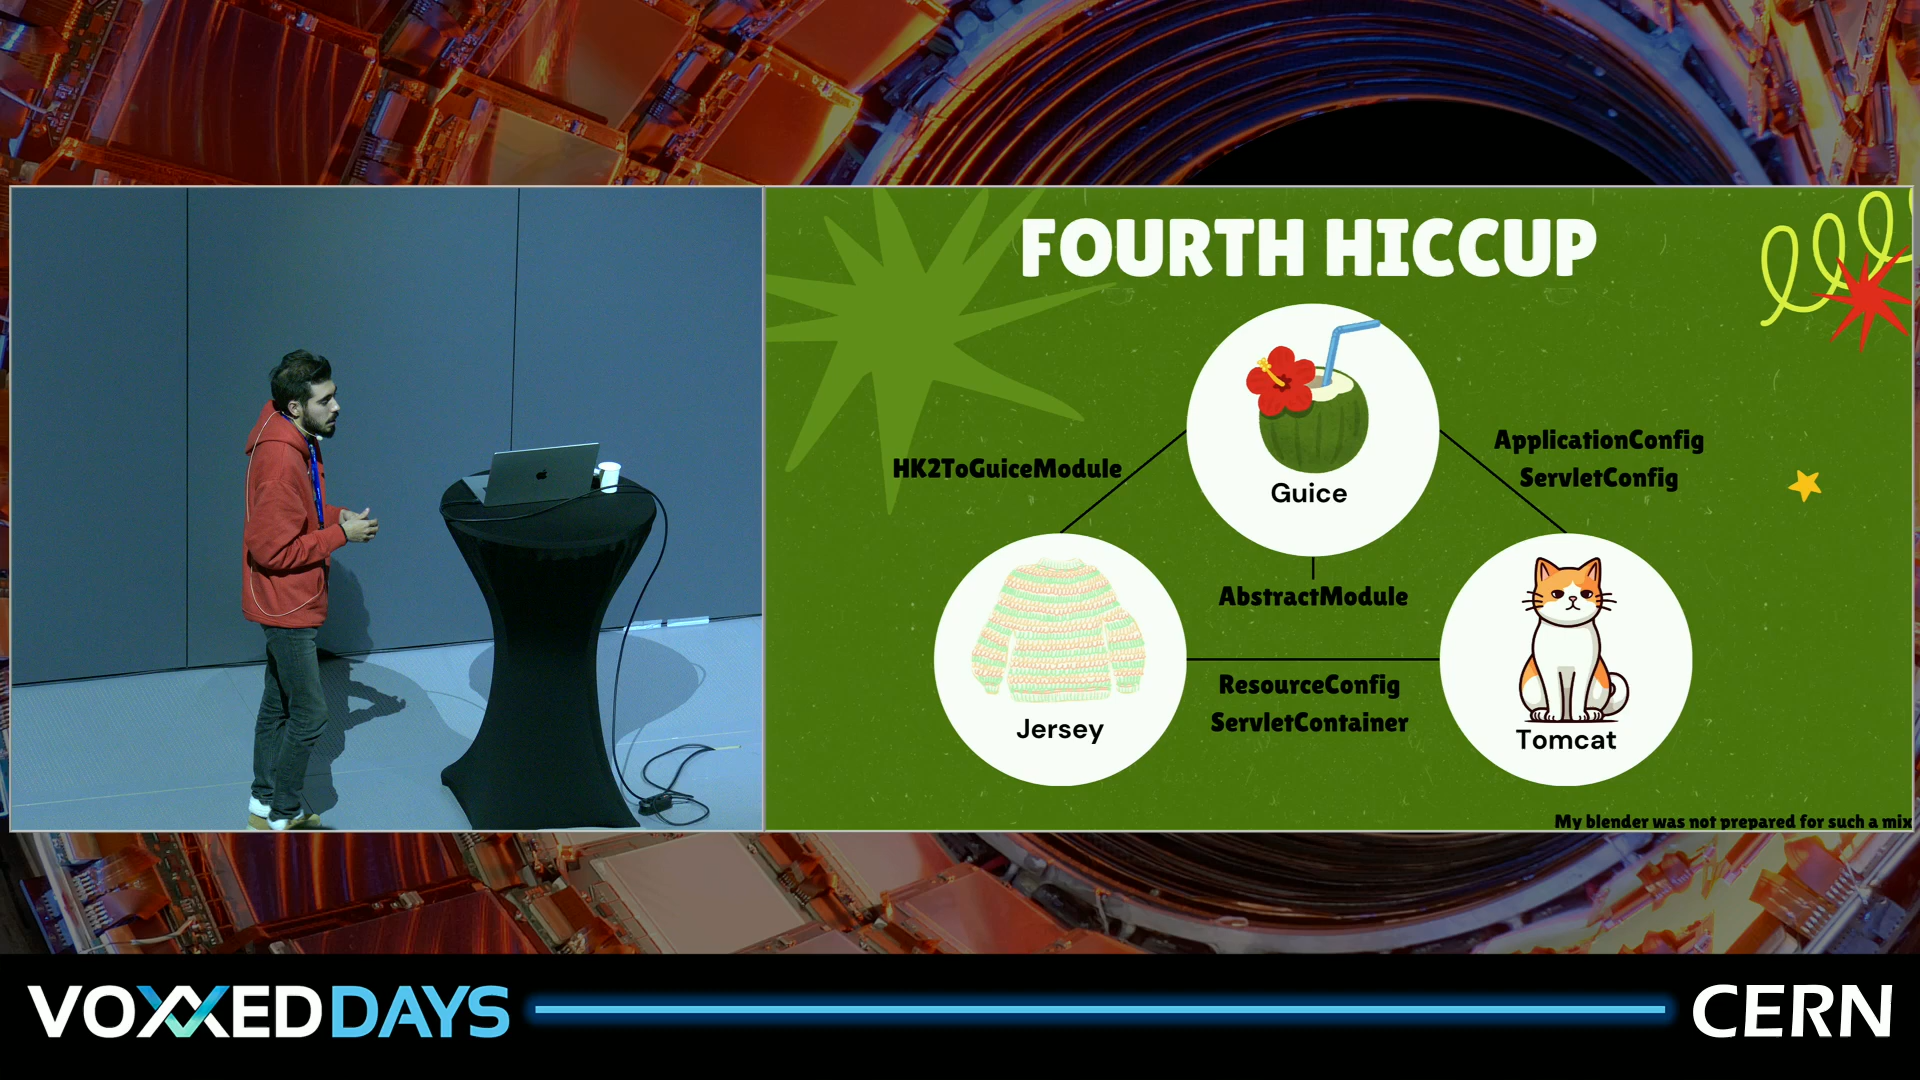 FOURTH HICCUP
Guice
HK2ToGuiceModule
ApplicationConfig
ServletConfig
AbstractModule
Jersey
ResourceConfig
ServletContainer
Tomcat
My blender was not prepared for such a mix
VOXXEDDAYS
CERN